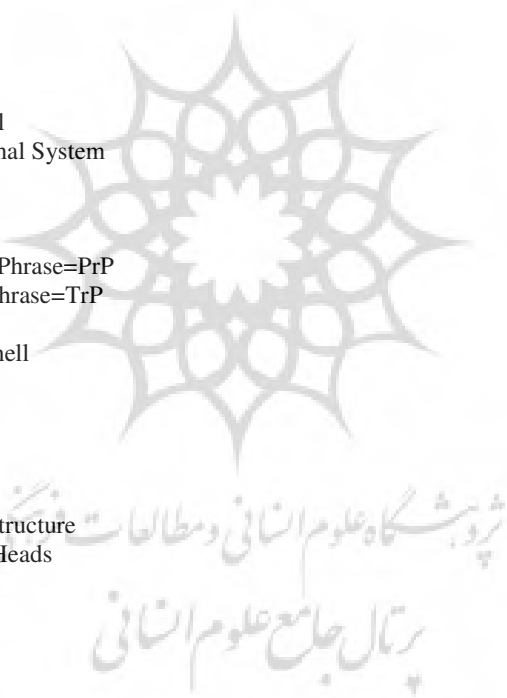 l
nal System
Phrase=PrP
hrase=TrP
nell
tructure
Heads
پژوهشگاه علوم انسانی و مطالعات فرهنگی
پرتال جامع علوم انسانی